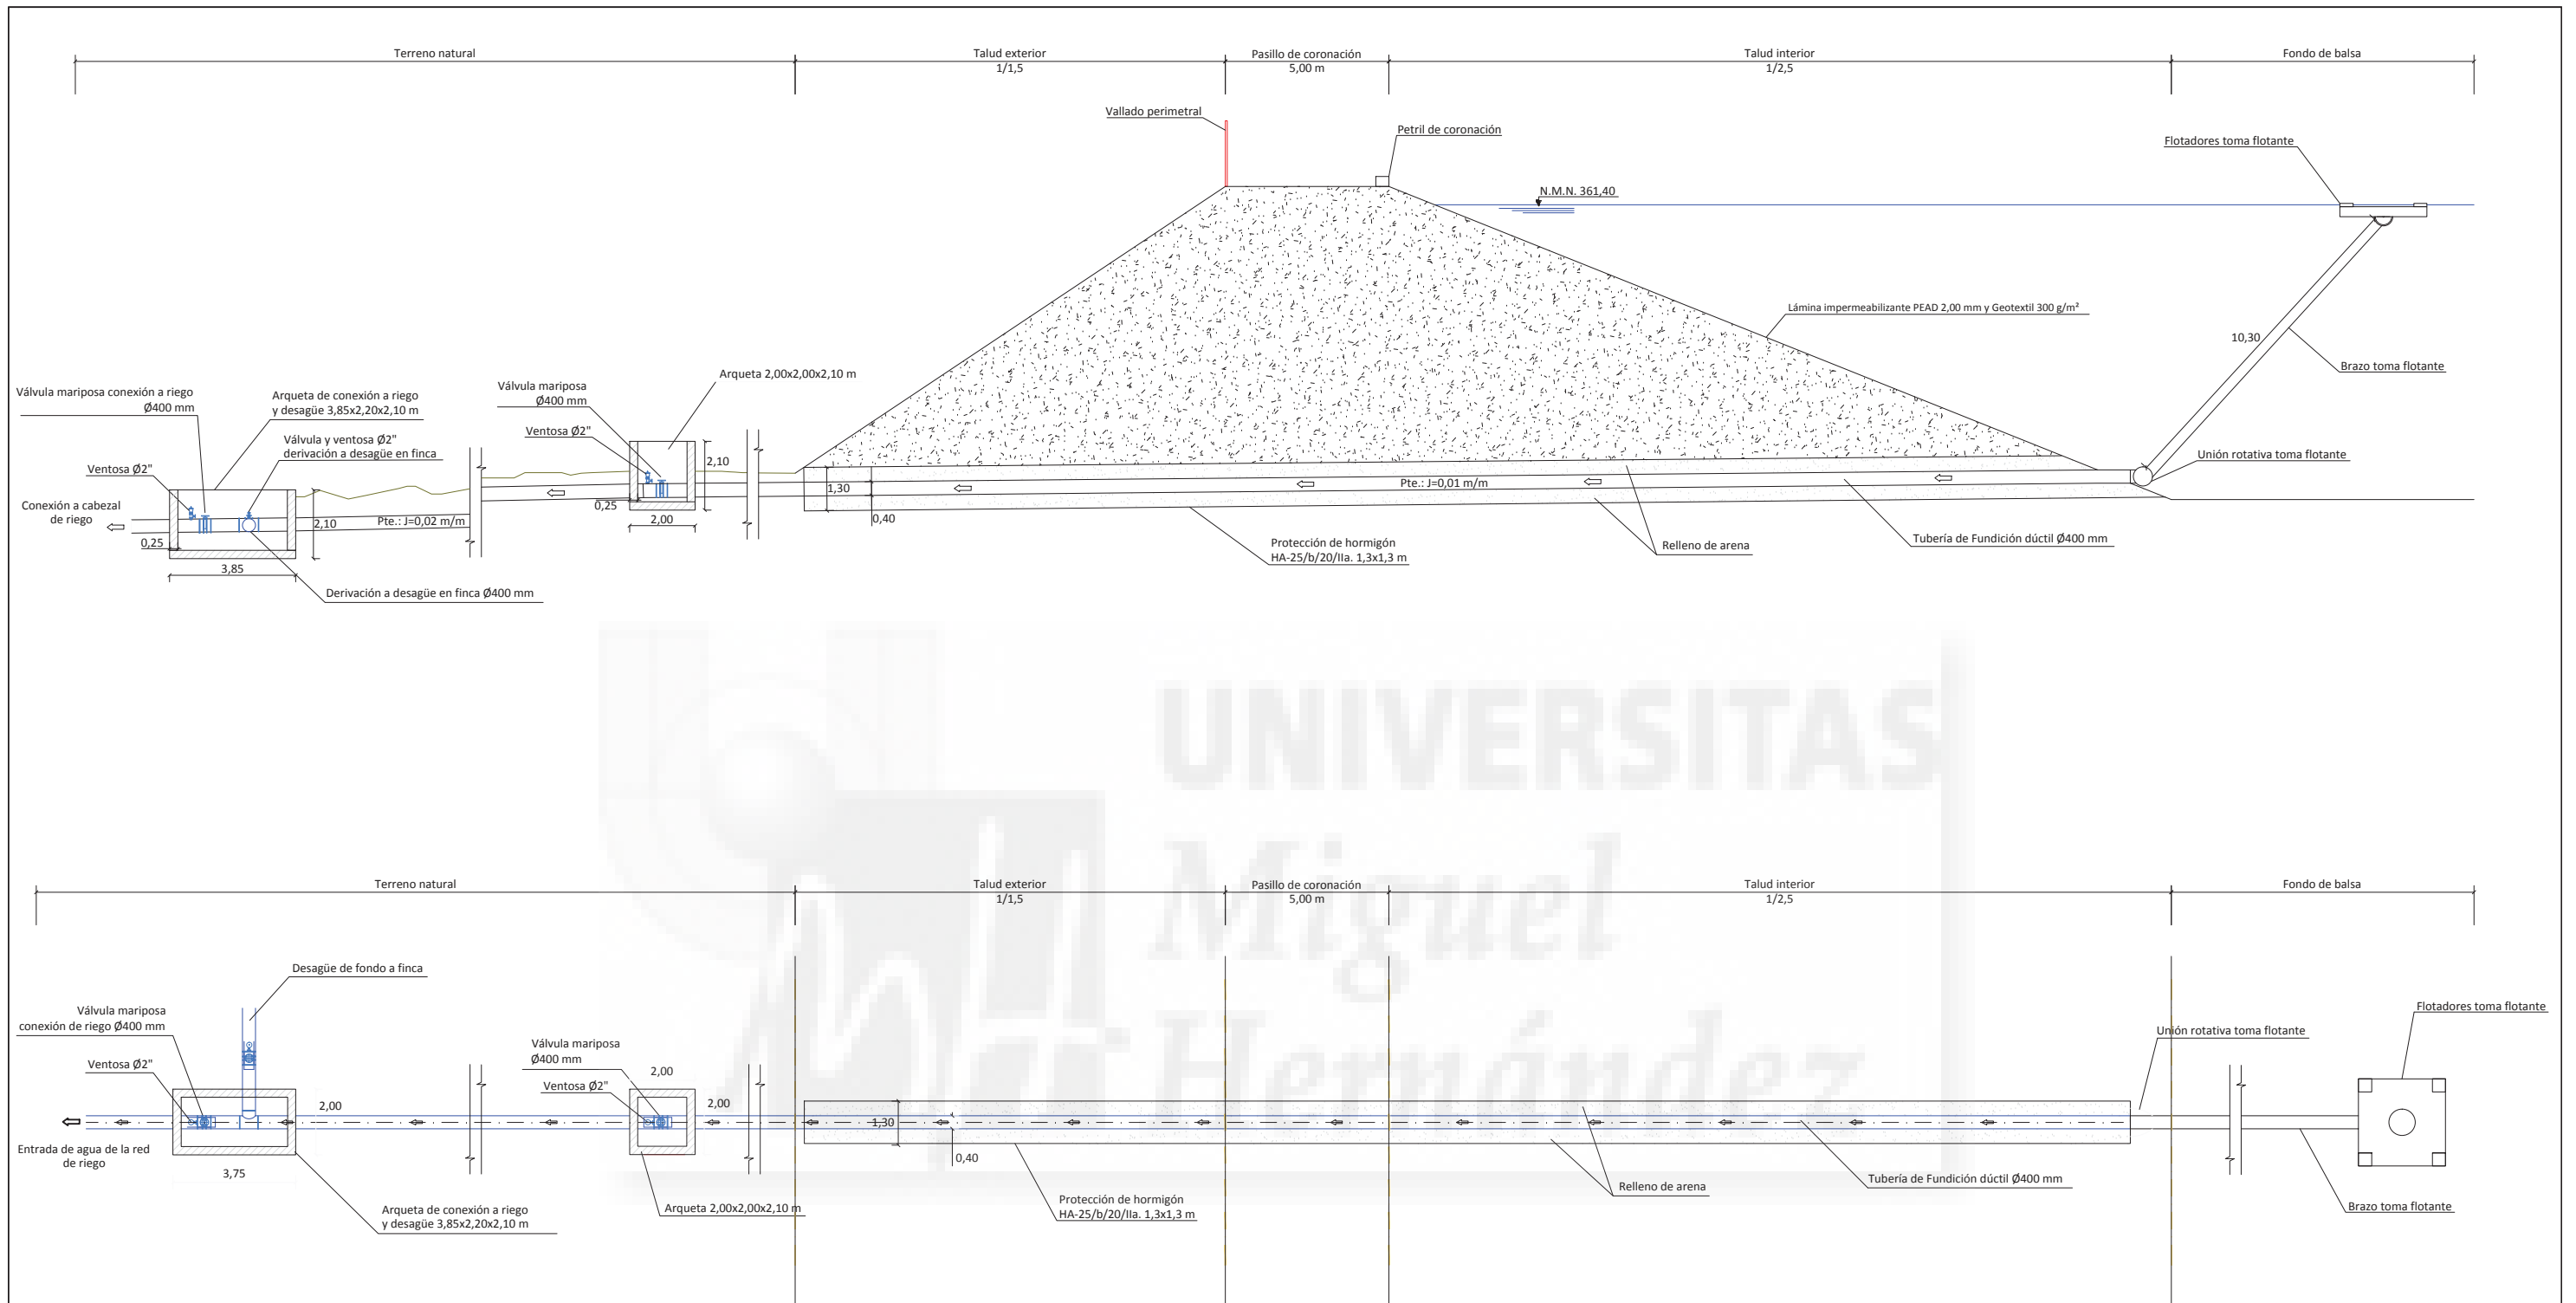 Terreno natural
Talud exterior
1/1,5
Pasillo de coronación
5,00 m
Talud interior
1/2,5
Fondo de balsa
Vallado perimetral
Petril de coronación
Flotadores toma flotante
N.M.N. 361,40
Lámina impermeabilizante PEAD 2,00 mm y Geotextil 300 g/m²
10,30
Brazo toma flotante
Unión rotativa toma flotante
Válvula mariposa conexión a riego
Ø400 mm
Arqueta de conexión a riego
y desagüe 3,85x2,20x2,10 m
Válvula mariposa
Ø400 mm
Arqueta 2,00x2,00x2,10 m
Ventosa Ø2"
Válvula y ventosa Ø2"
derivación a desagüe en finca
Ventosa Ø2"
Conexión a cabezal
de riego
0,25
2,10
Pte.: J=0,02 m/m
3,85
Derivación a desagüe en finca Ø400 mm
0,25
2,00
2,10
1,30
0,40
Pte.: J=0,01 m/m
Protección de hormigón
HA-25/b/20/IIa. 1,3x1,3 m
Relleno de arena
Tubería de Fundición dúctil Ø400 mm
UNIVERSITAS
Miguel
Hernández
Terreno natural
Talud exterior
1/1,5
Pasillo de coronación
5,00 m
Talud interior
1/2,5
Fondo de balsa
Desagüe de fondo a finca
Válvula mariposa
conexión de riego Ø400 mm
Ventosa Ø2"
Entrada de agua de la red
de riego
2,00
3,75
Arqueta de conexión a riego
y desagüe 3,85x2,20x2,10 m
Válvula mariposa
Ø400 mm
2,00
Ventosa Ø2"
2,00
Arqueta 2,00x2,00x2,10 m
1,30
0,40
Protección de hormigón
HA-25/b/20/IIa. 1,3x1,3 m
Relleno de arena
Tubería de Fundición dúctil Ø400 mm
Unión rotativa toma flotante
Flotadores toma flotante
Brazo toma flotante